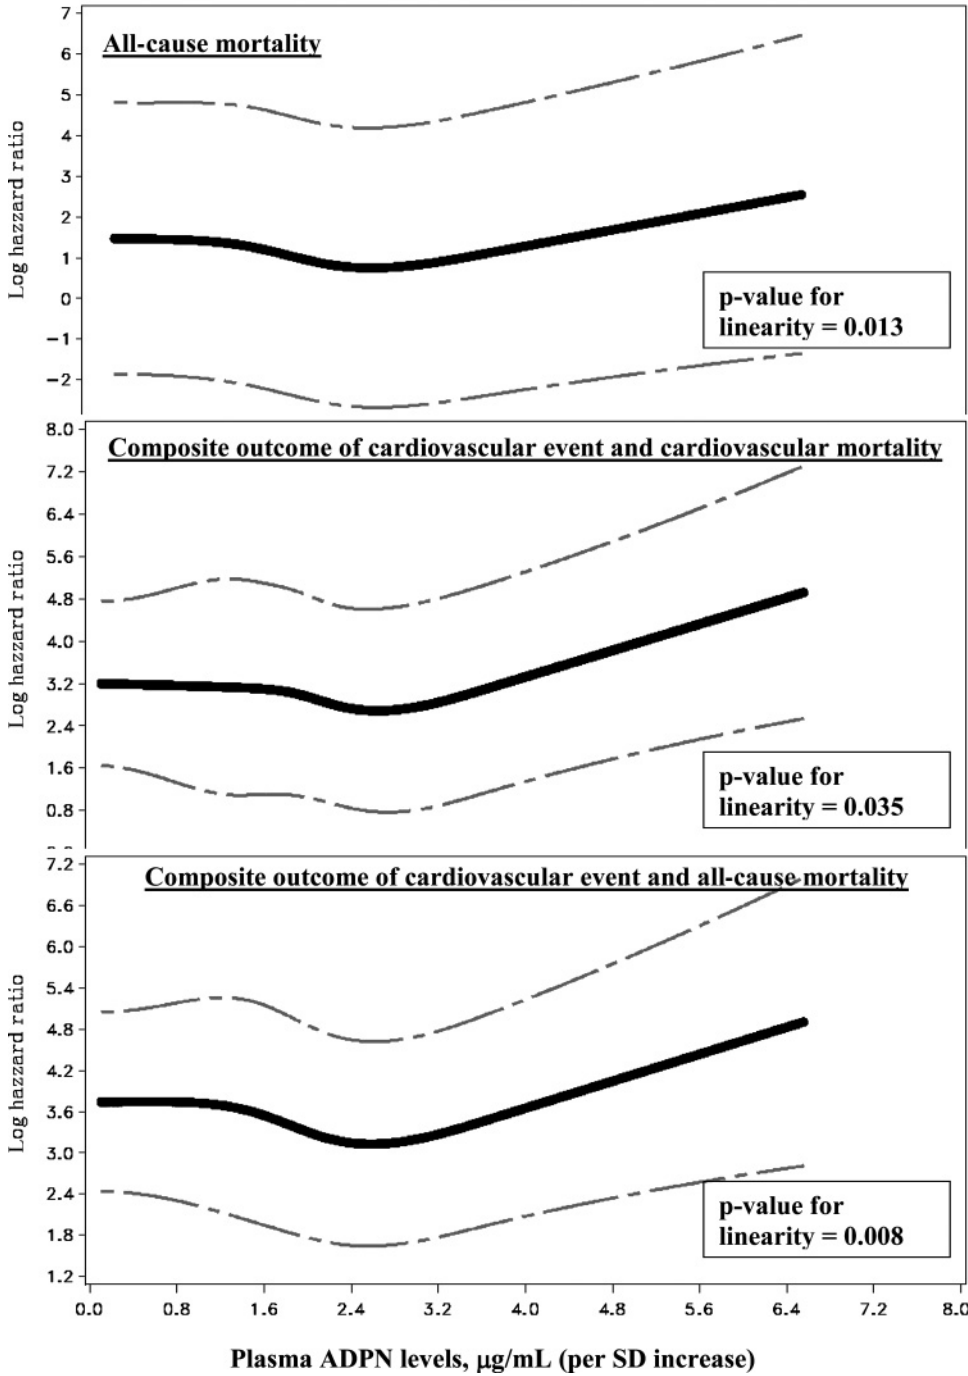 7
All-cause mortality
6
5
4
3
2
1
0
−1
−2
Log hazzard ratio
p-value for
linearity = 0.013
8.0
Composite outcome of cardiovascular event and cardiovascular mortality
7.2
6.4
5.6
4.8
4.0
3.2
2.4
1.6
0.8
Log hazzard ratio
p-value for
linearity = 0.035
7.2
Composite outcome of cardiovascular event and all-cause mortality
6.6
6.0
5.4
4.8
4.2
3.6
3.0
2.4
1.8
1.2
Log hazzard ratio
p-value for
linearity = 0.008
0.0 0.8 1.6 2.4 3.2 4.0 4.8 5.6 6.4 7.2 8.0
Plasma ADPN levels, μg/mL (per SD increase)